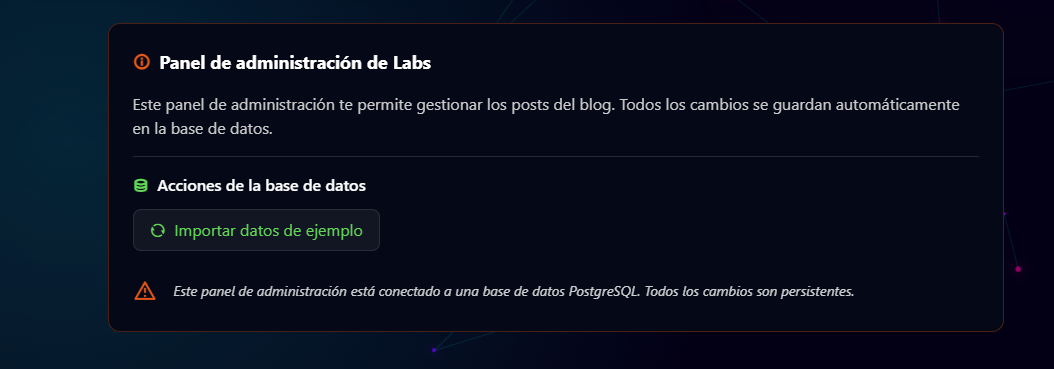 Panel de administración de Labs
Este panel de administración te permite gestionar los posts del blog. Todos los cambios se guardan automáticamente
en la base de datos.
Acciones de la base de datos
Importar datos de ejemplo
Este panel de administración está conectado a una base de datos PostgreSQL. Todos los cambios son persistentes.